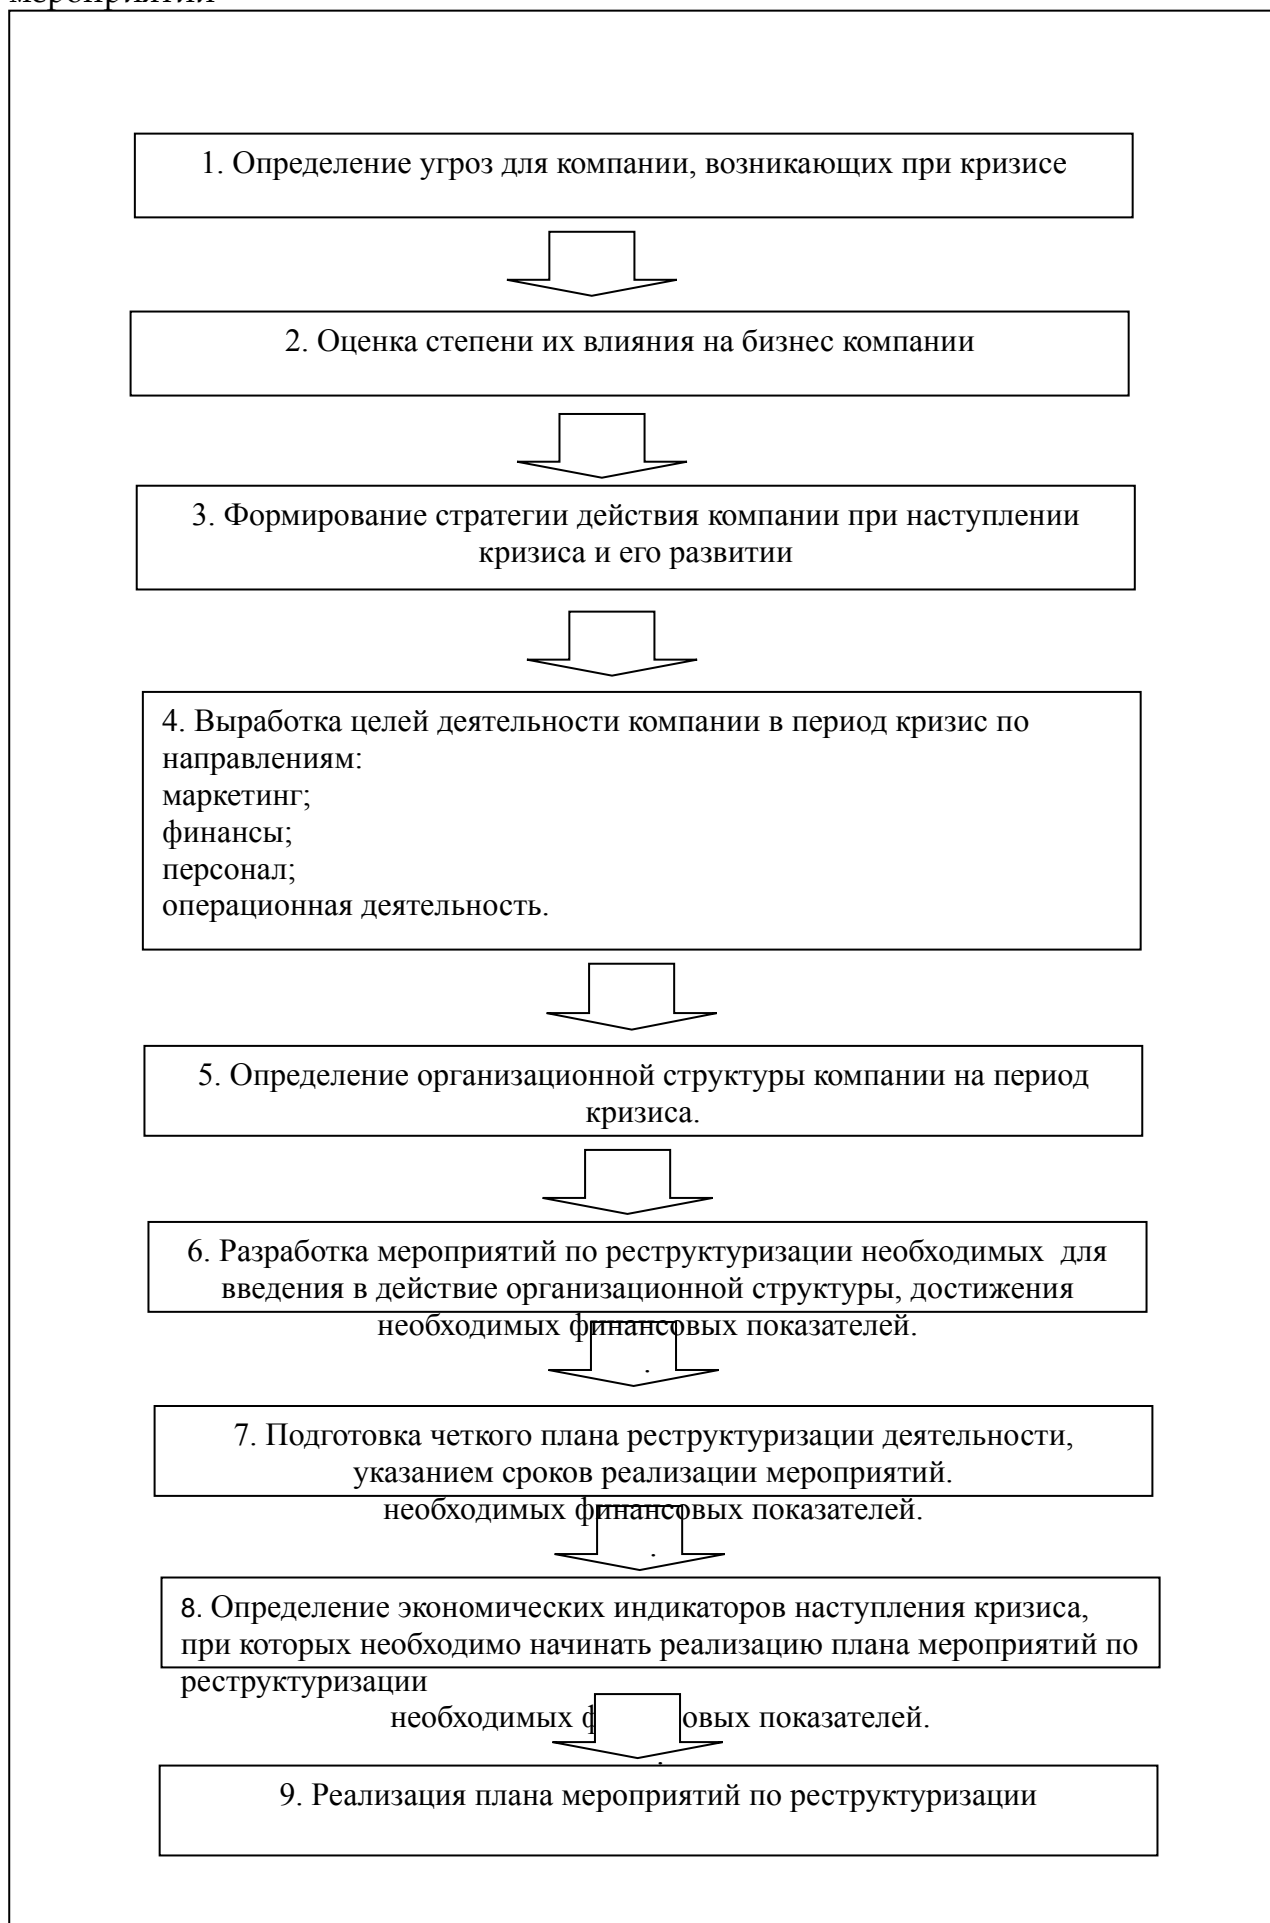 мероприятия
1. Определение угроз для компании, возникающих при кризисе
2. Оценка степени их влияния на бизнес компании
3. Формирование стратегии действия компании при наступлении
кризиса и его развитии
4. Выработка целей деятельности компании в период кризис по
направлениям:
маркетинг;
финансы;
персонал;
операционная деятельность.
5. Определение организационной структуры компании на период
кризиса.
6. Разработка мероприятий по реструктуризации необходимых  для
введения в действие организационной структуры, достижения
необходимых финансовых показателей.
.
7. Подготовка четкого плана реструктуризации деятельности,
указанием сроков реализации мероприятий.
необходимых финансовых показателей.
.
8. Определение экономических индикаторов наступления кризиса,
при которых необходимо начинать реализацию плана мероприятий по
реструктуризации
необходимых ф овых показателей.
.
9. Реализация плана мероприятий по реструктуризации